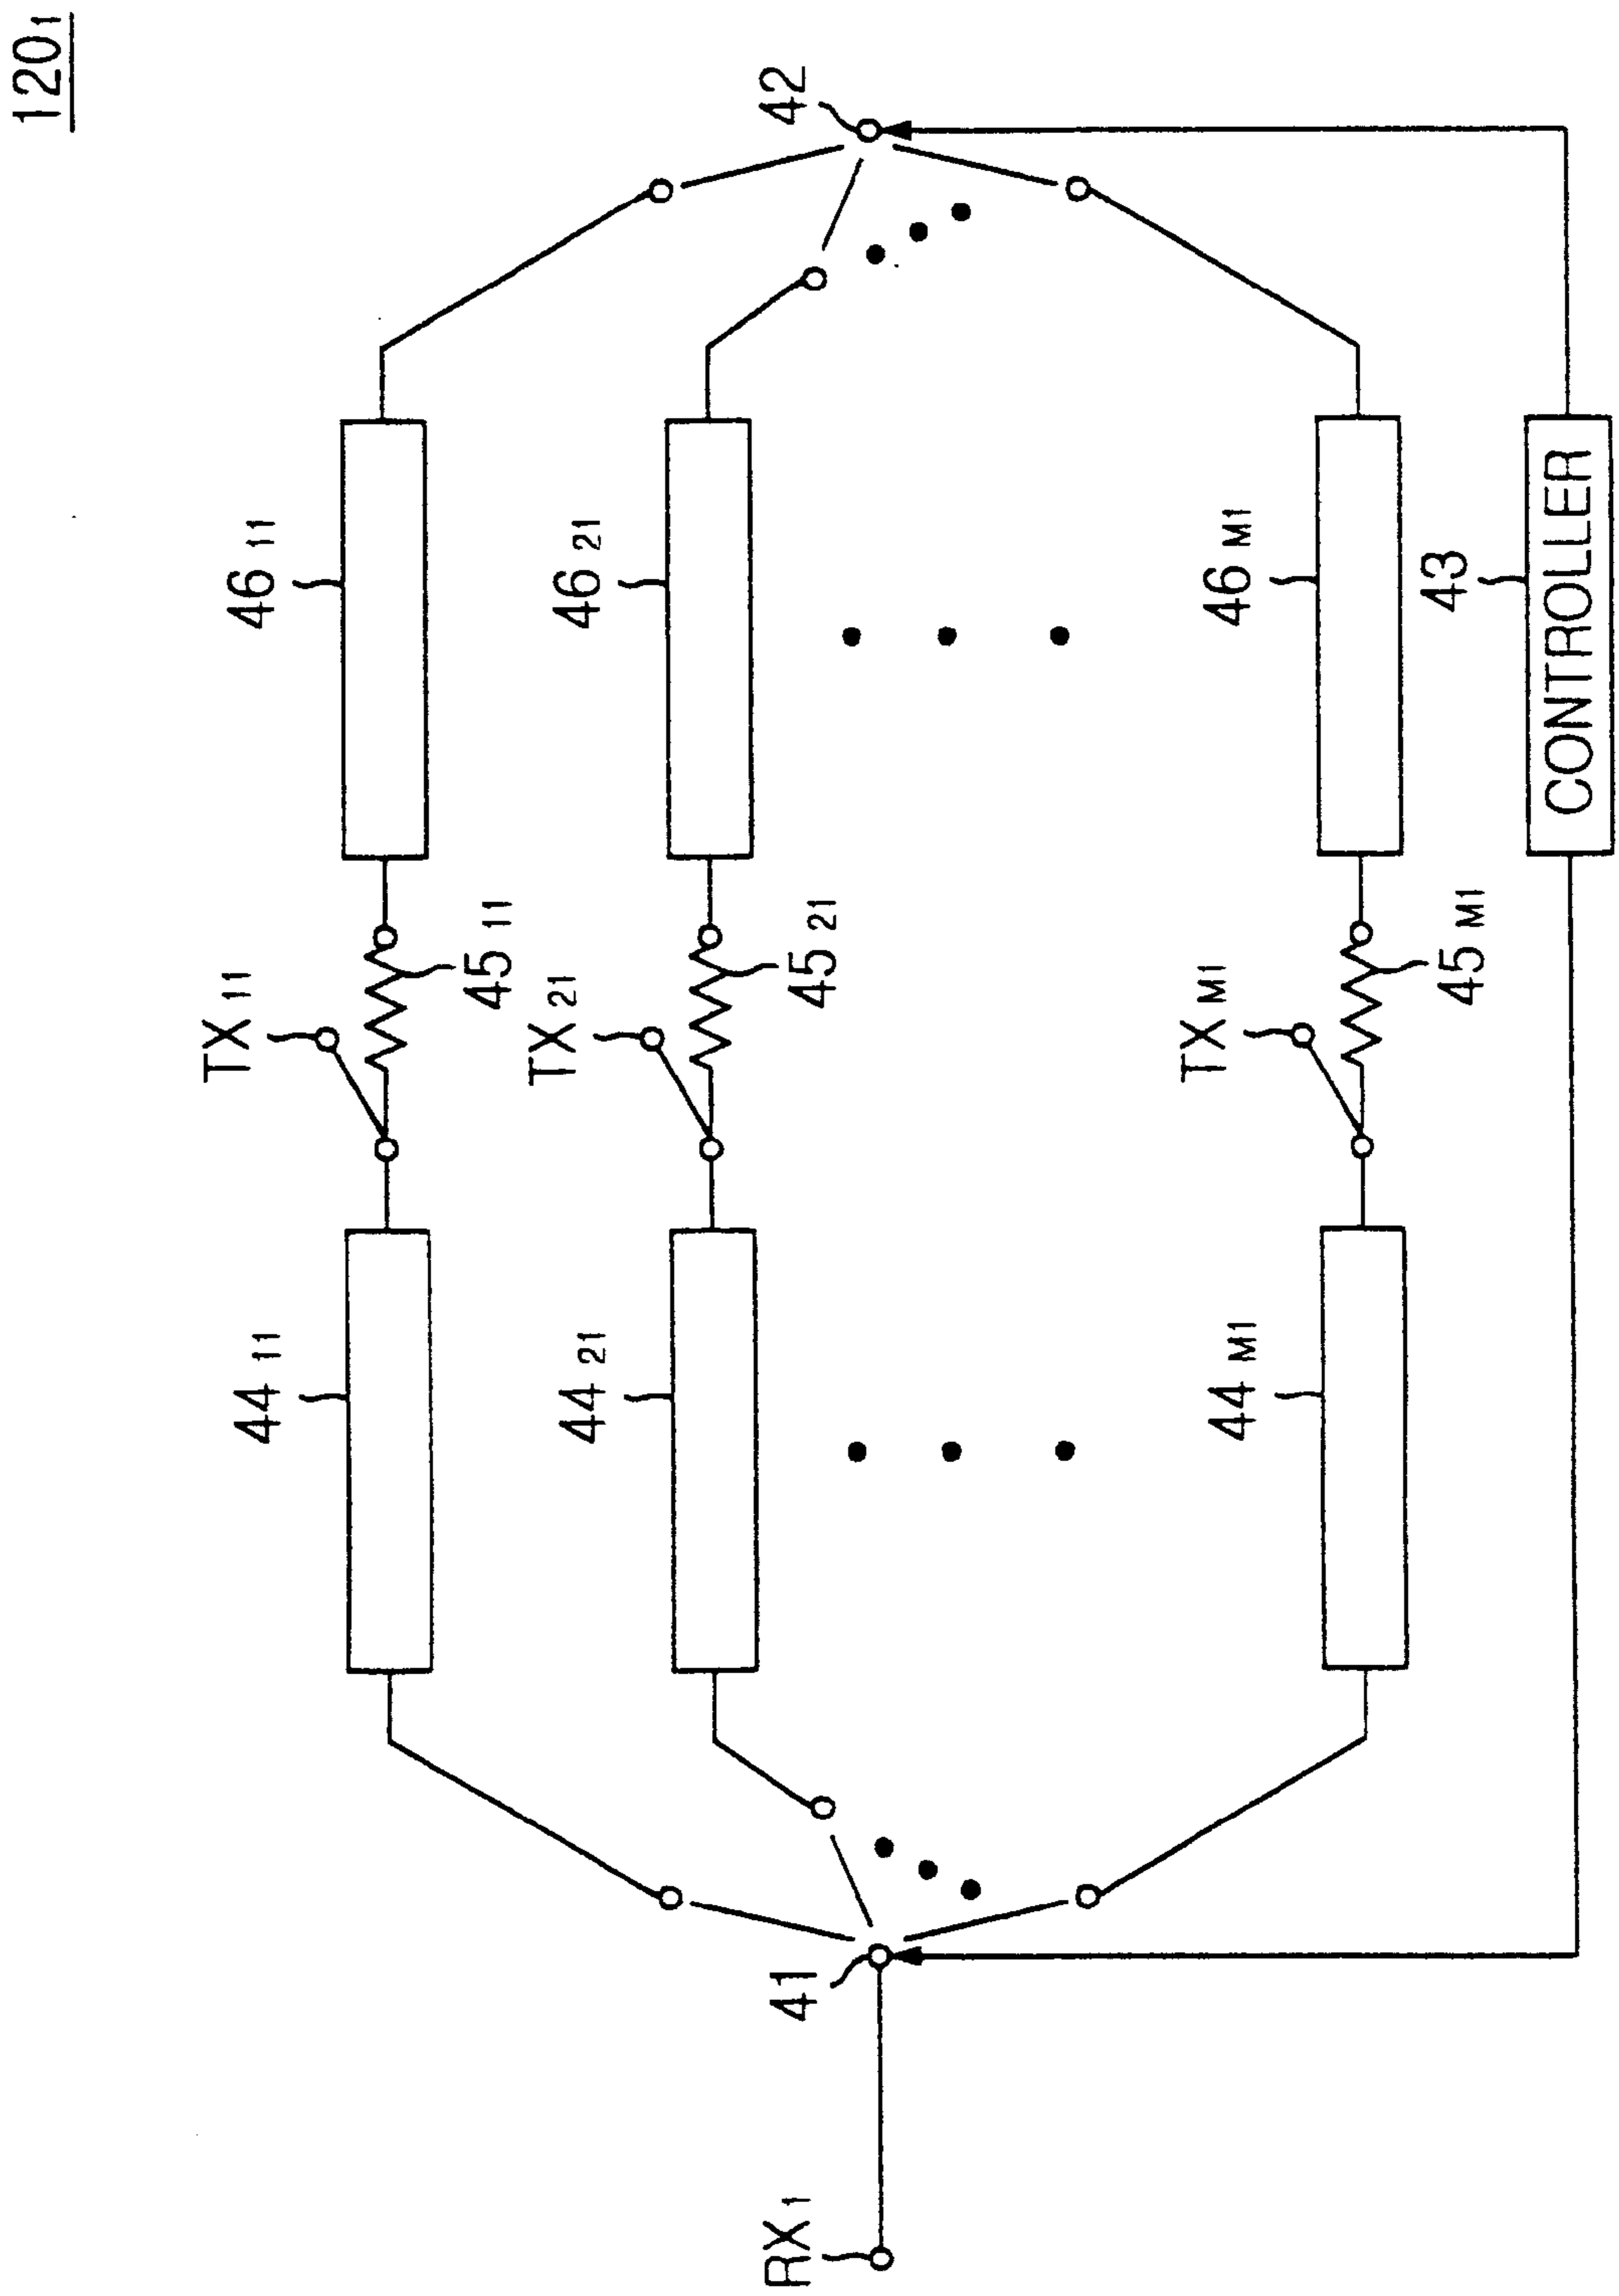 120₁
44₁₁
TX₁₁
45₁₁
46₁₁
44₂₁
TX₂₁
45₂₁
46₂₁
RX₁
41
42
44M1
TXM1
45M1
46M1
43
CONTROLLER